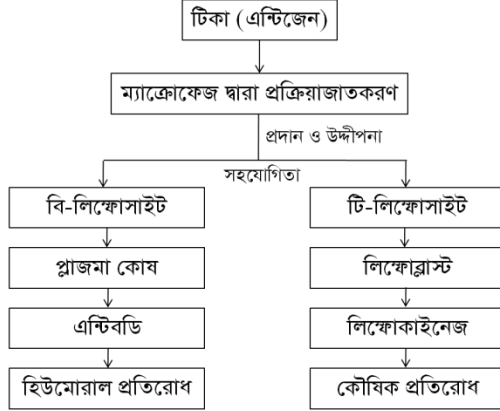 টিকা (এন্টিজেন)
ম্যাক্রোফেজ দ্বারা প্রক্রিয়াজাতকরণ
প্রদান ও উদ্দীপনা
সহযোগিতা
বি-লিম্ফোসাইট
টি-লিম্ফোসাইট
প্লাজমা কোষ
লিম্ফোব্লাস্ট
এন্টিবডি
লিম্ফোকাইনেজ
হিউমোরাল প্রতিরোধ
কৌষিক প্রতিরোধ